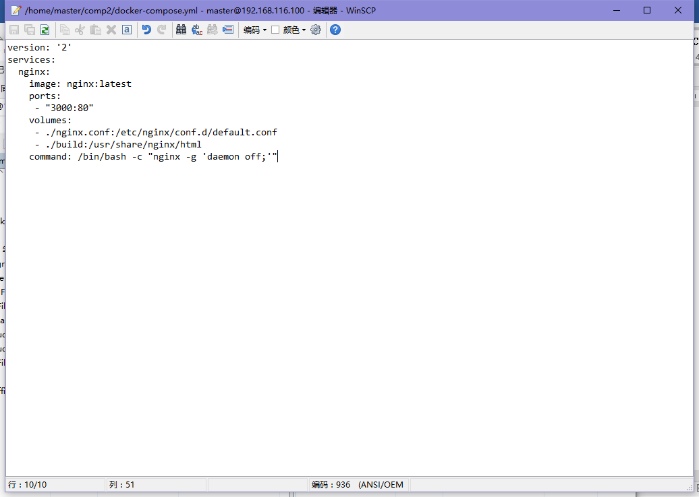 /home/master/comp2/docker-compose.yml - master@192.168.116.100 - 编辑器 - WinSCP
编码 颜色
version: '2'
services:
  nginx:
    image: nginx:latest
    ports:
     - "3000:80"
    volumes:
     - ./nginx.conf:/etc/nginx/conf.d/default.conf
     - ./build:/usr/share/nginx/html
    command: /bin/bash -c "nginx -g 'daemon off;'"
行：10/10 列：51 编码：936 (ANSI/OEM